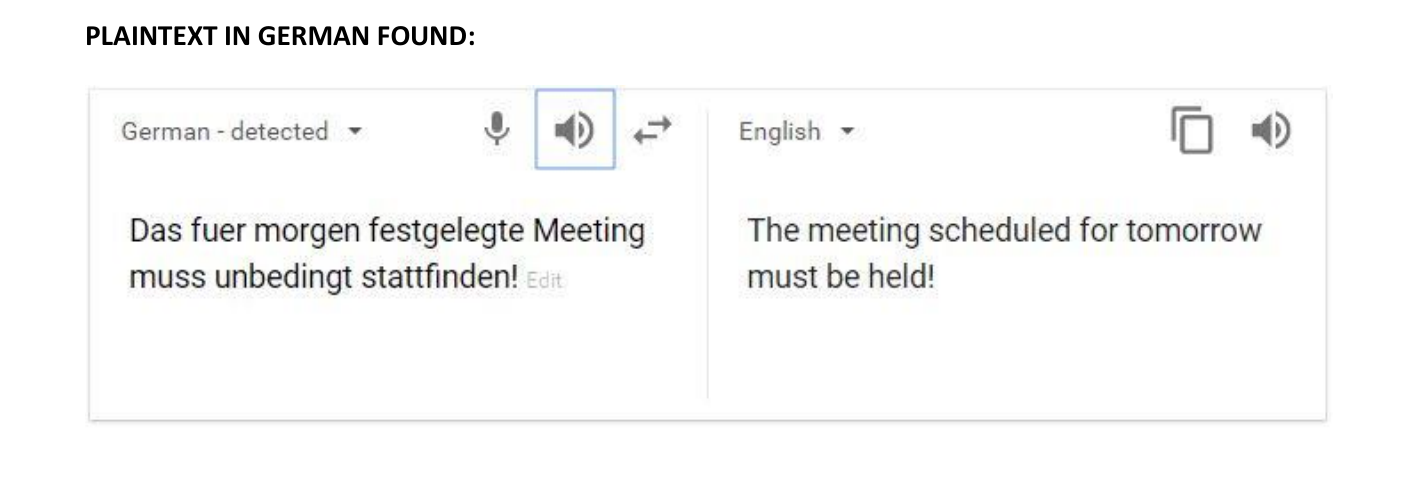 PLAINTEXT IN GERMAN FOUND:
German - detected
English
Das fuer morgen festgelegte Meeting
muss unbedingt stattfinden! Edit
The meeting scheduled for tomorrow
must be held!